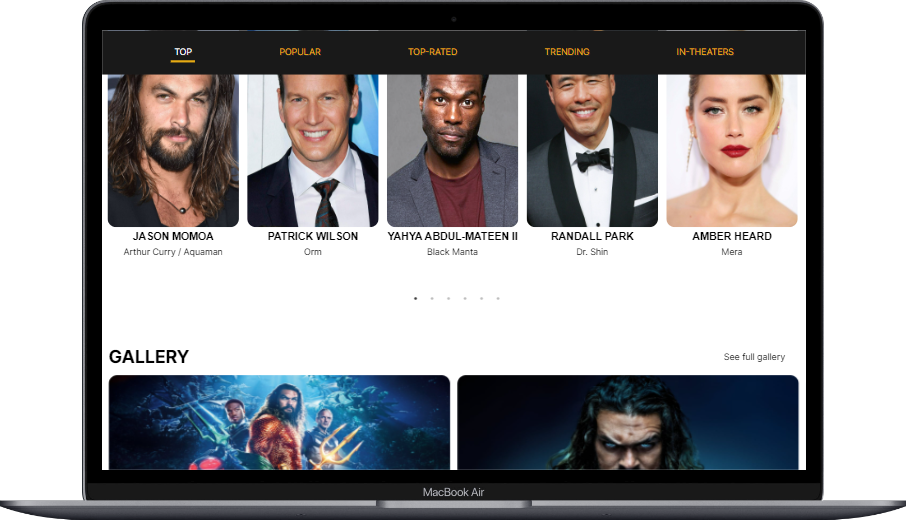 TOP POPULAR TOP-RATED TRENDING IN-THEATERS
JASON MOMOA PATRICK WILSON YAHYA ABDUL-MATEEN II RANDALL PARK AMBER HEARD
Arthur Curry / Aquaman Orm Black Manta Dr. Shin Mera
GALLERY See full gallery
MacBook Air